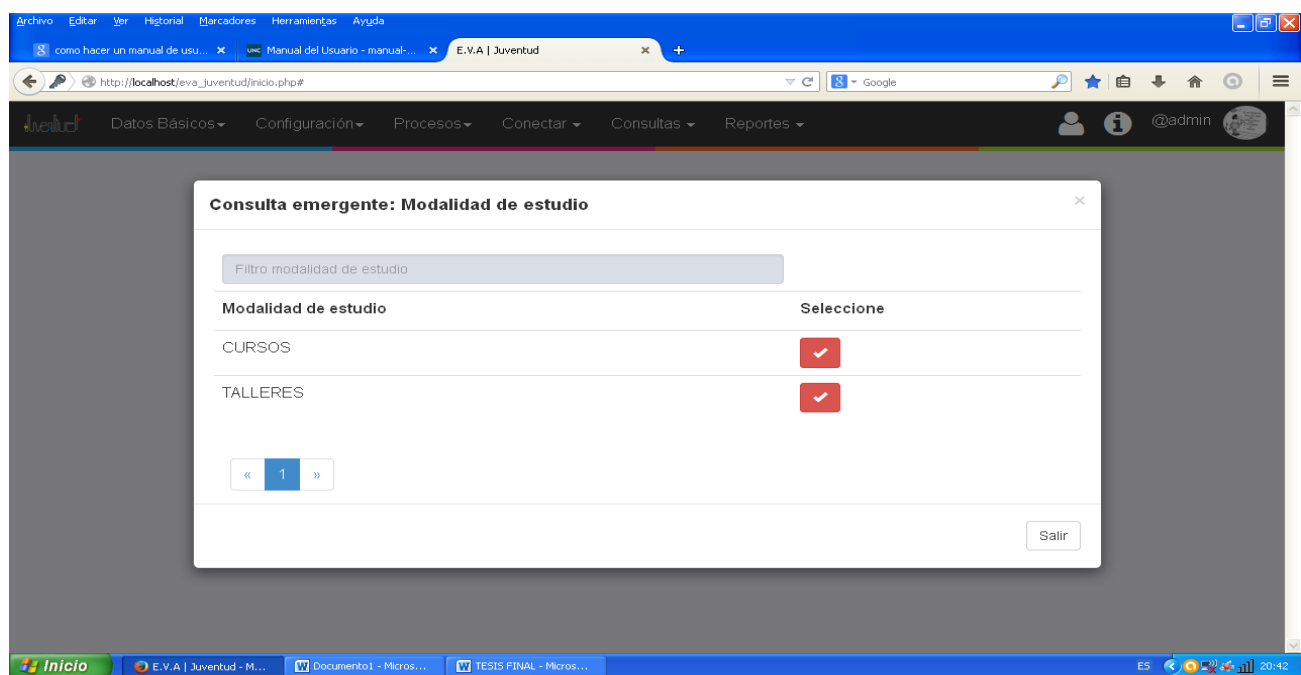 Archivo Editar Ver Historial Marcadores Herramientas Ayuda
como hacer un manual de usu... Manual del Usuario - manual-... E.V.A | Juventud
http://localhost/eva_juventud/inicio.php# Google
Juventud Datos Básicos Configuración Procesos Conectar Consultas Reportes @admin
Consulta emergente: Modalidad de estudio ×
Filtro modalidad de estudio
Modalidad de estudio Seleccione
CURSOS
TALLERES
« 1 »
Salir
Inicio E.V.A | Juventud - M... Documento1 - Micros... TESIS FINAL - Micros... ES 20:42